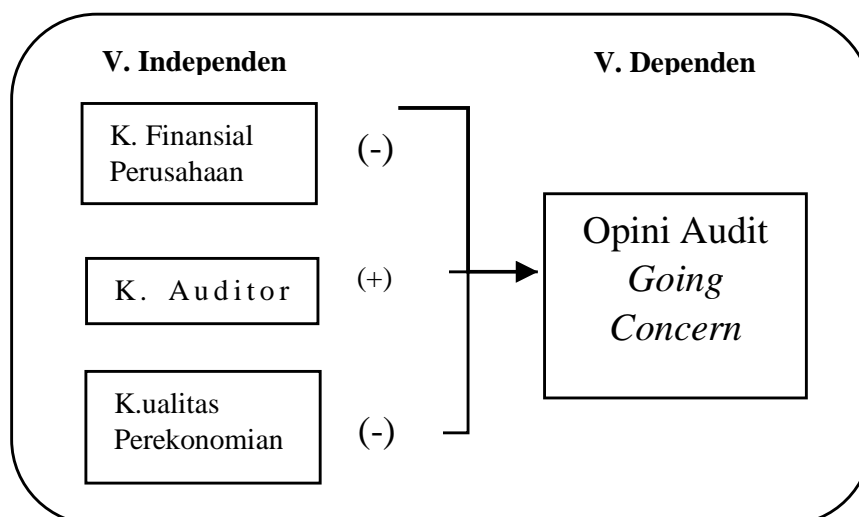 V. Independen
V. Dependen
K. Finansial
Perusahaan
(-)
K. Auditor
(+)
K.ualitas
Perekonomian
(-)
Opini Audit
Going
Concern